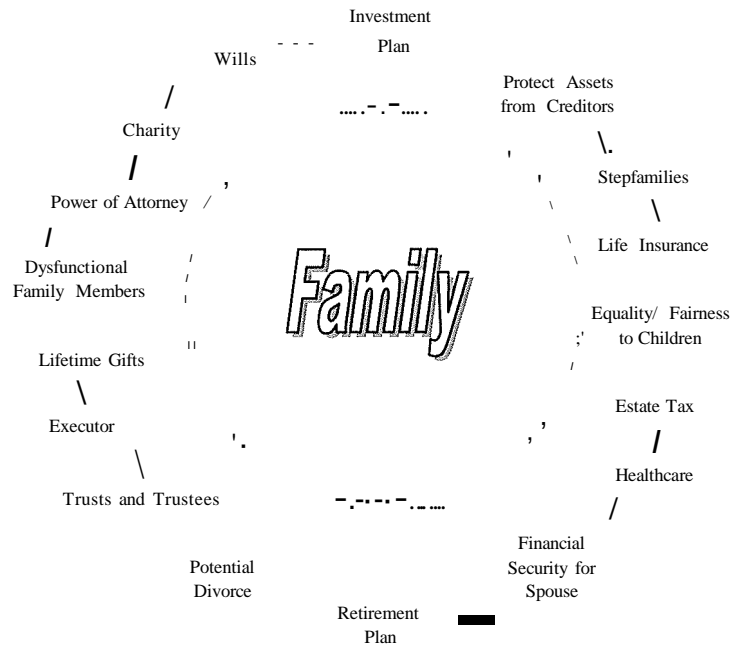 Investment
Plan
Protect Assets
from Creditors
Stepfamilies
Life Insurance
Equality/ Fairness
to Children
Estate Tax
Healthcare
Financial
Security for
Spouse
Retirement
Plan
Potential
Divorce
Trusts and Trustees
Executor
Lifetime Gifts
Dysfunctional
Family Members
Power of Attorney
Charity
Wills
Family